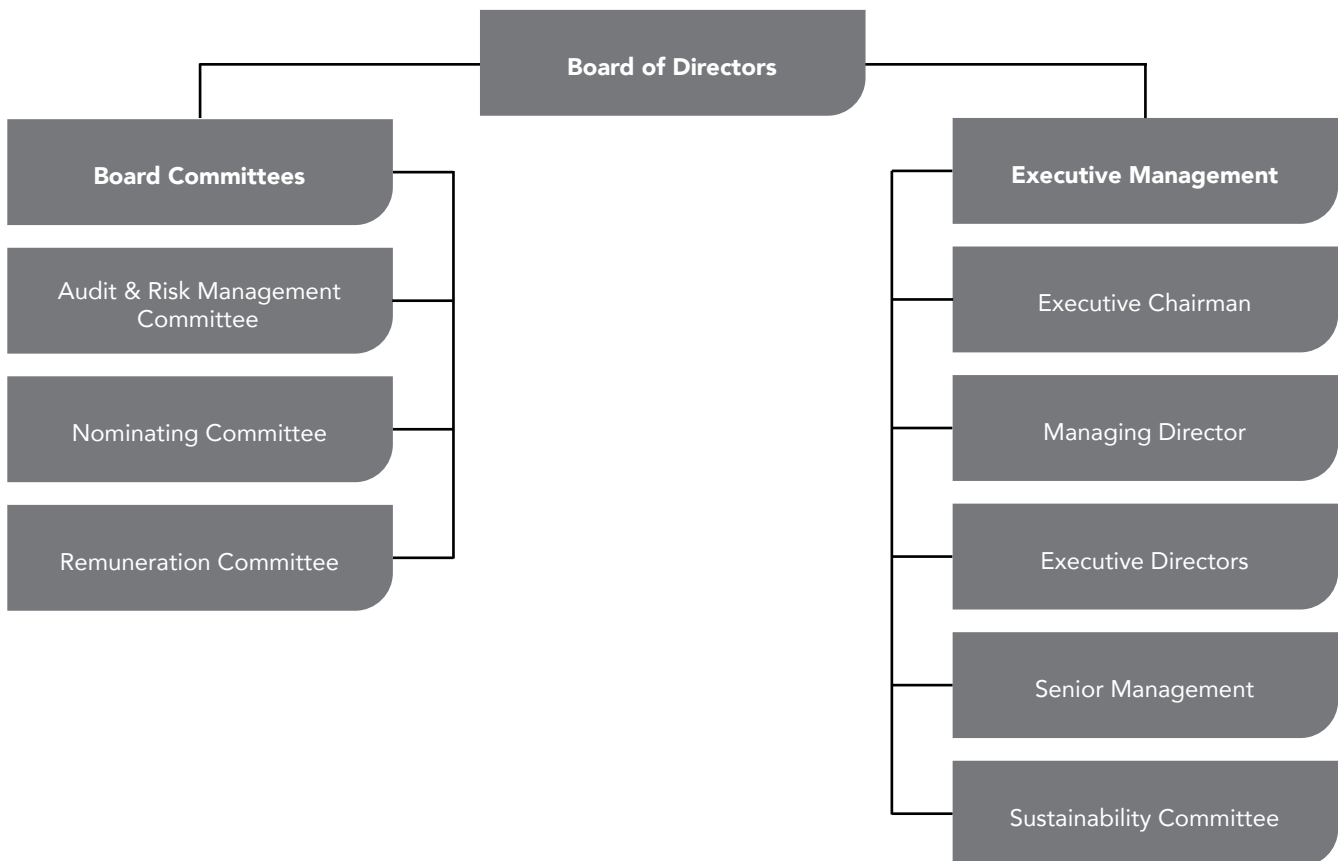 Board of Directors
Board Committees
Audit & Risk Management
Committee
Nominating Committee
Remuneration Committee
Executive Management
Executive Chairman
Managing Director
Executive Directors
Senior Management
Sustainability Committee